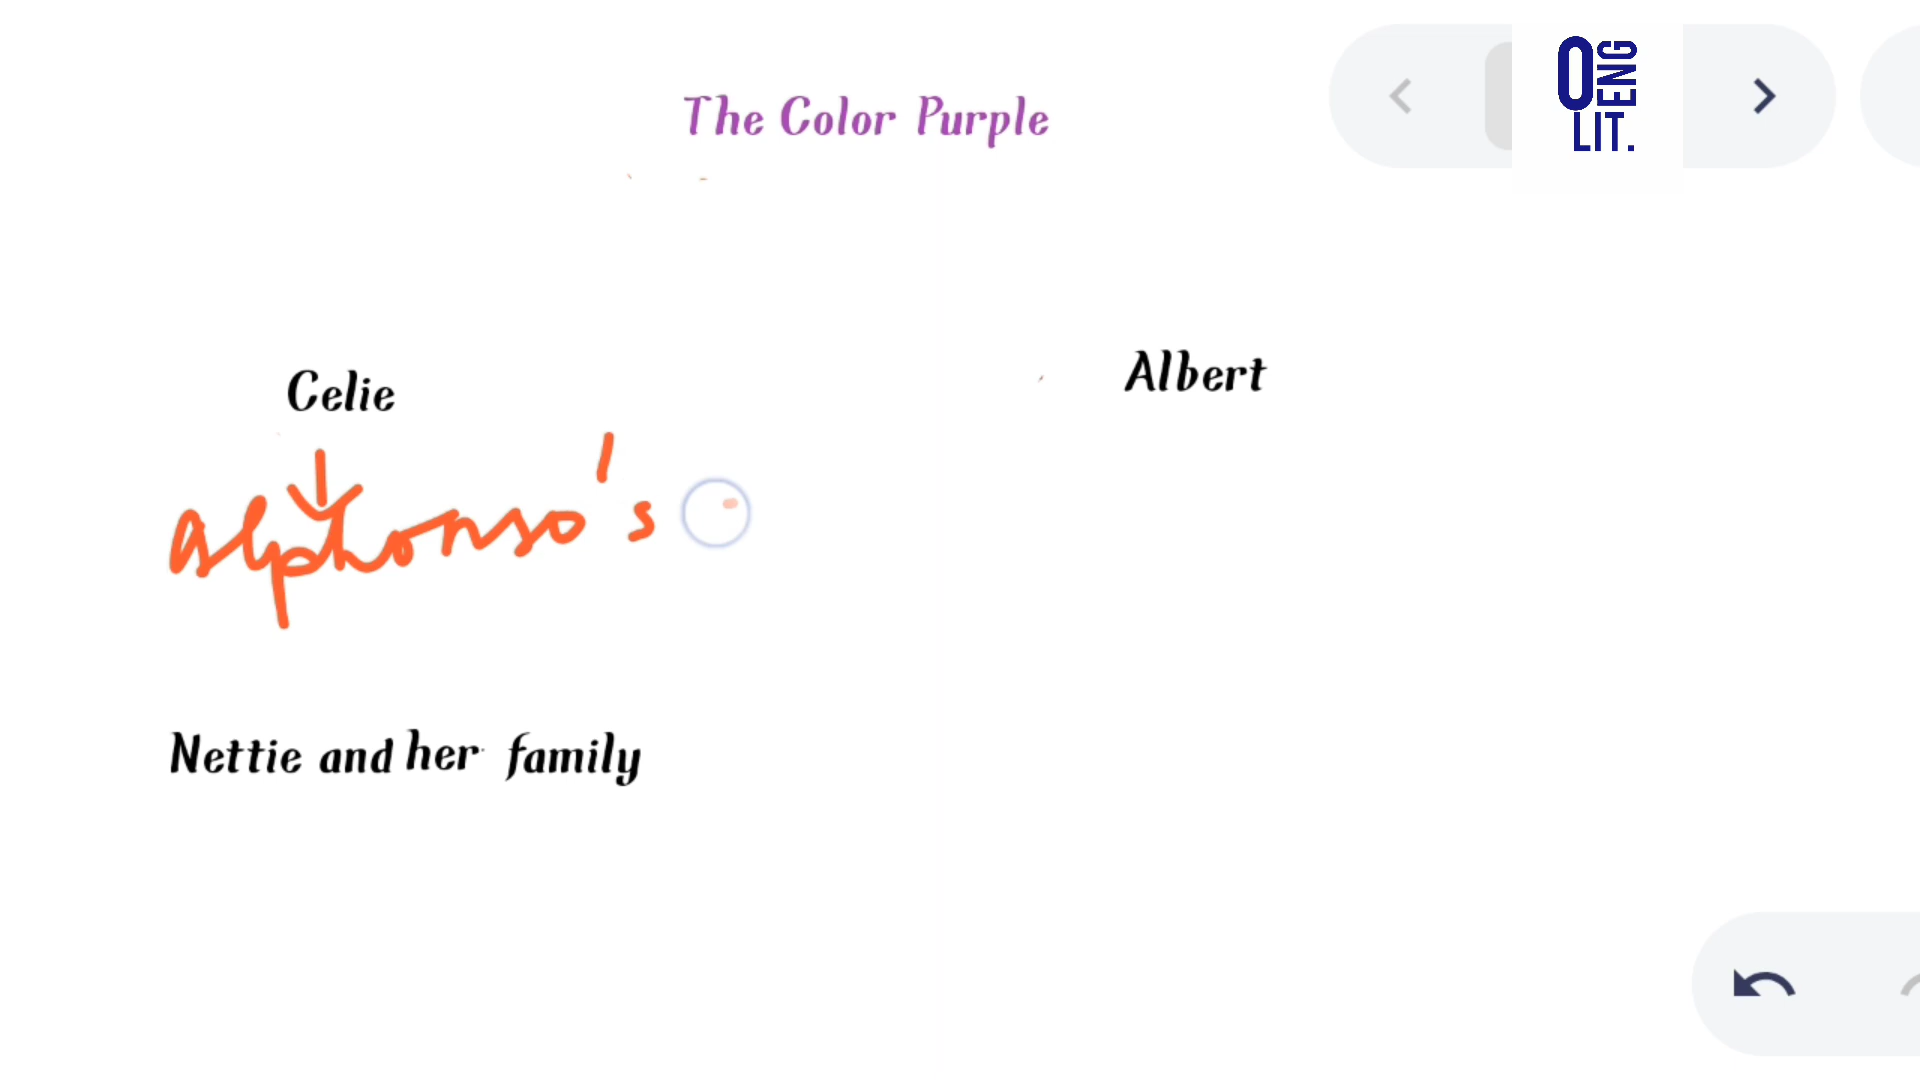 The Color Purple
O ENG
LIT.
Celie
Albert
alphonso's
Nettie and her family